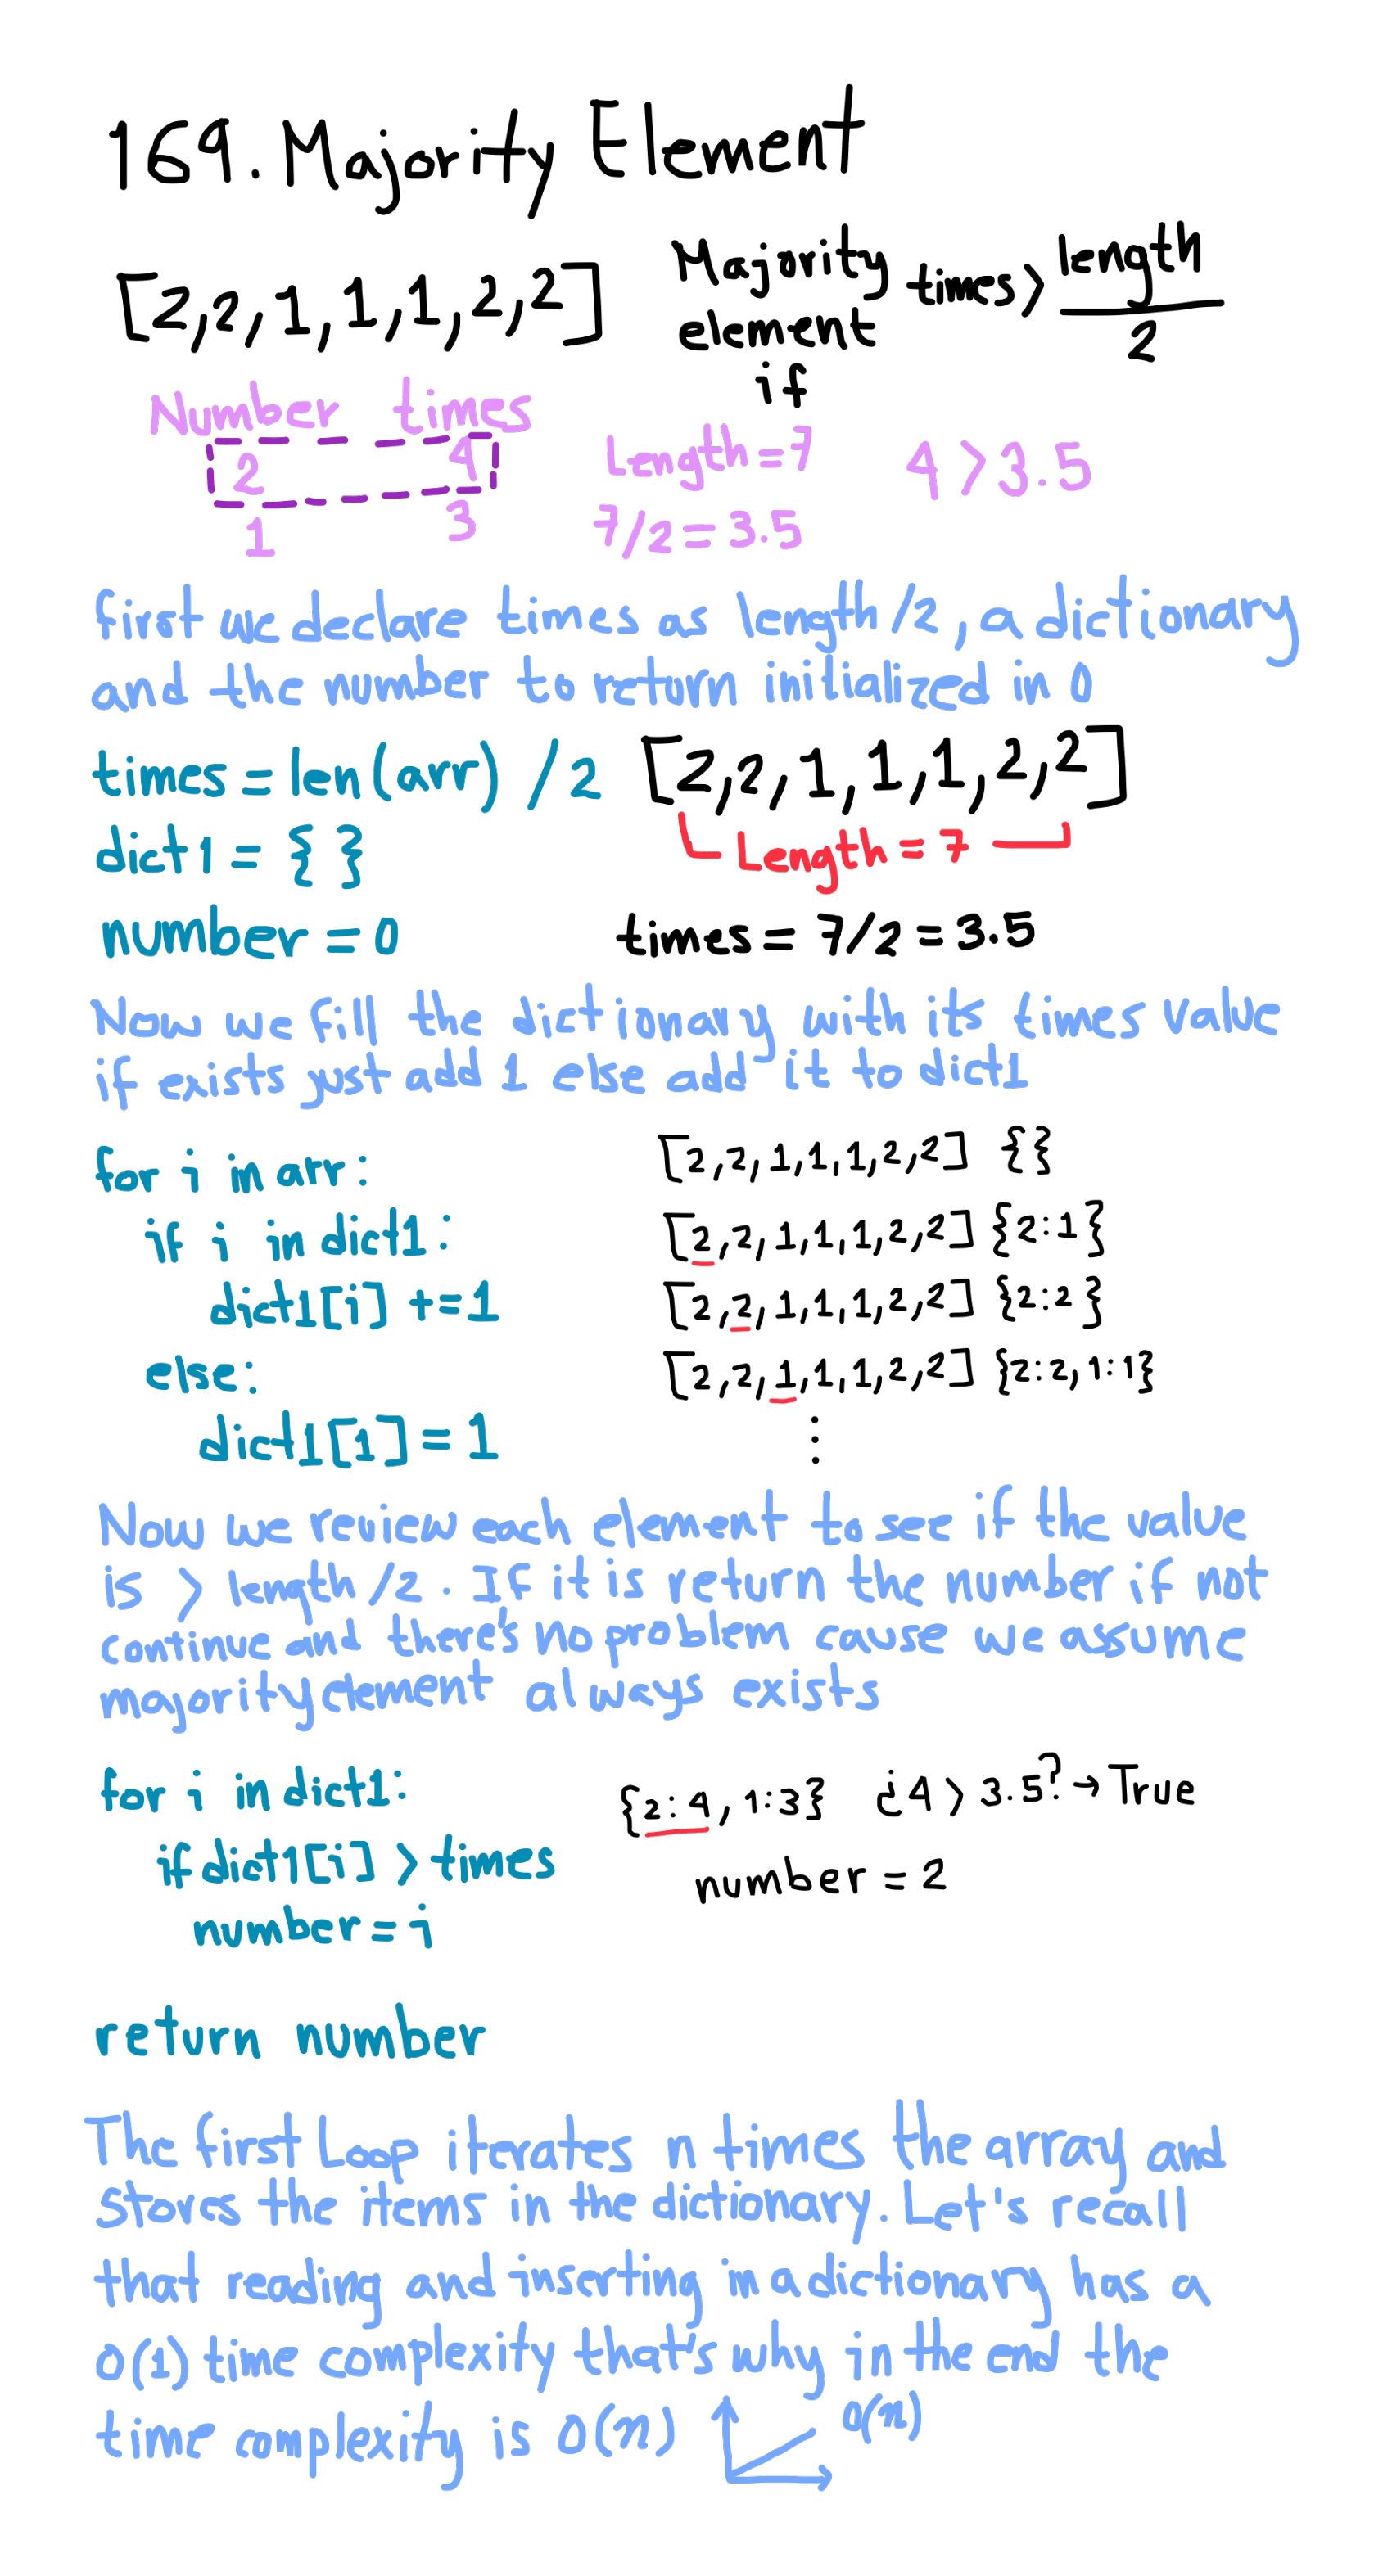 169. Majority Element
[2,2,1,1,1,2,2]
Majority element if times > length / 2
Number times
2 4
1 3
Length = 7
7/2 = 3.5
4 > 3.5
first we declare times as length/2, a dictionary
and the number to return initialized in 0
times = len(arr) / 2
dict1 = { }
number = 0
[2,2,1,1,1,2,2]
Length = 7
times = 7/2 = 3.5
Now we fill the dictionary with its times value
if exists just add 1 else add it to dict1
for i in arr:
if i in dict1:
dict1[i] += 1
else:
dict1[1] = 1
[2,2,1,1,1,2,2] {}
[2,2,1,1,1,2,2] {2:1}
[2,2,1,1,1,2,2] {2:2}
[2,2,1,1,1,2,2] {2:2, 1:1}
⋮
Now we review each element to see if the value
is > length/2. If it is return the number if not
continue and there's no problem cause we assume
majority element always exists
for i in dict1:
if dict1[i] > times
number = i
{2:4, 1:3} ¿4 > 3.5? → True
number = 2
return number
The first Loop iterates n times the array and
stores the items in the dictionary. Let's recall
that reading and inserting in a dictionary has a
O(1) time complexity that's why in the end the
time complexity is O(n)
O(n)